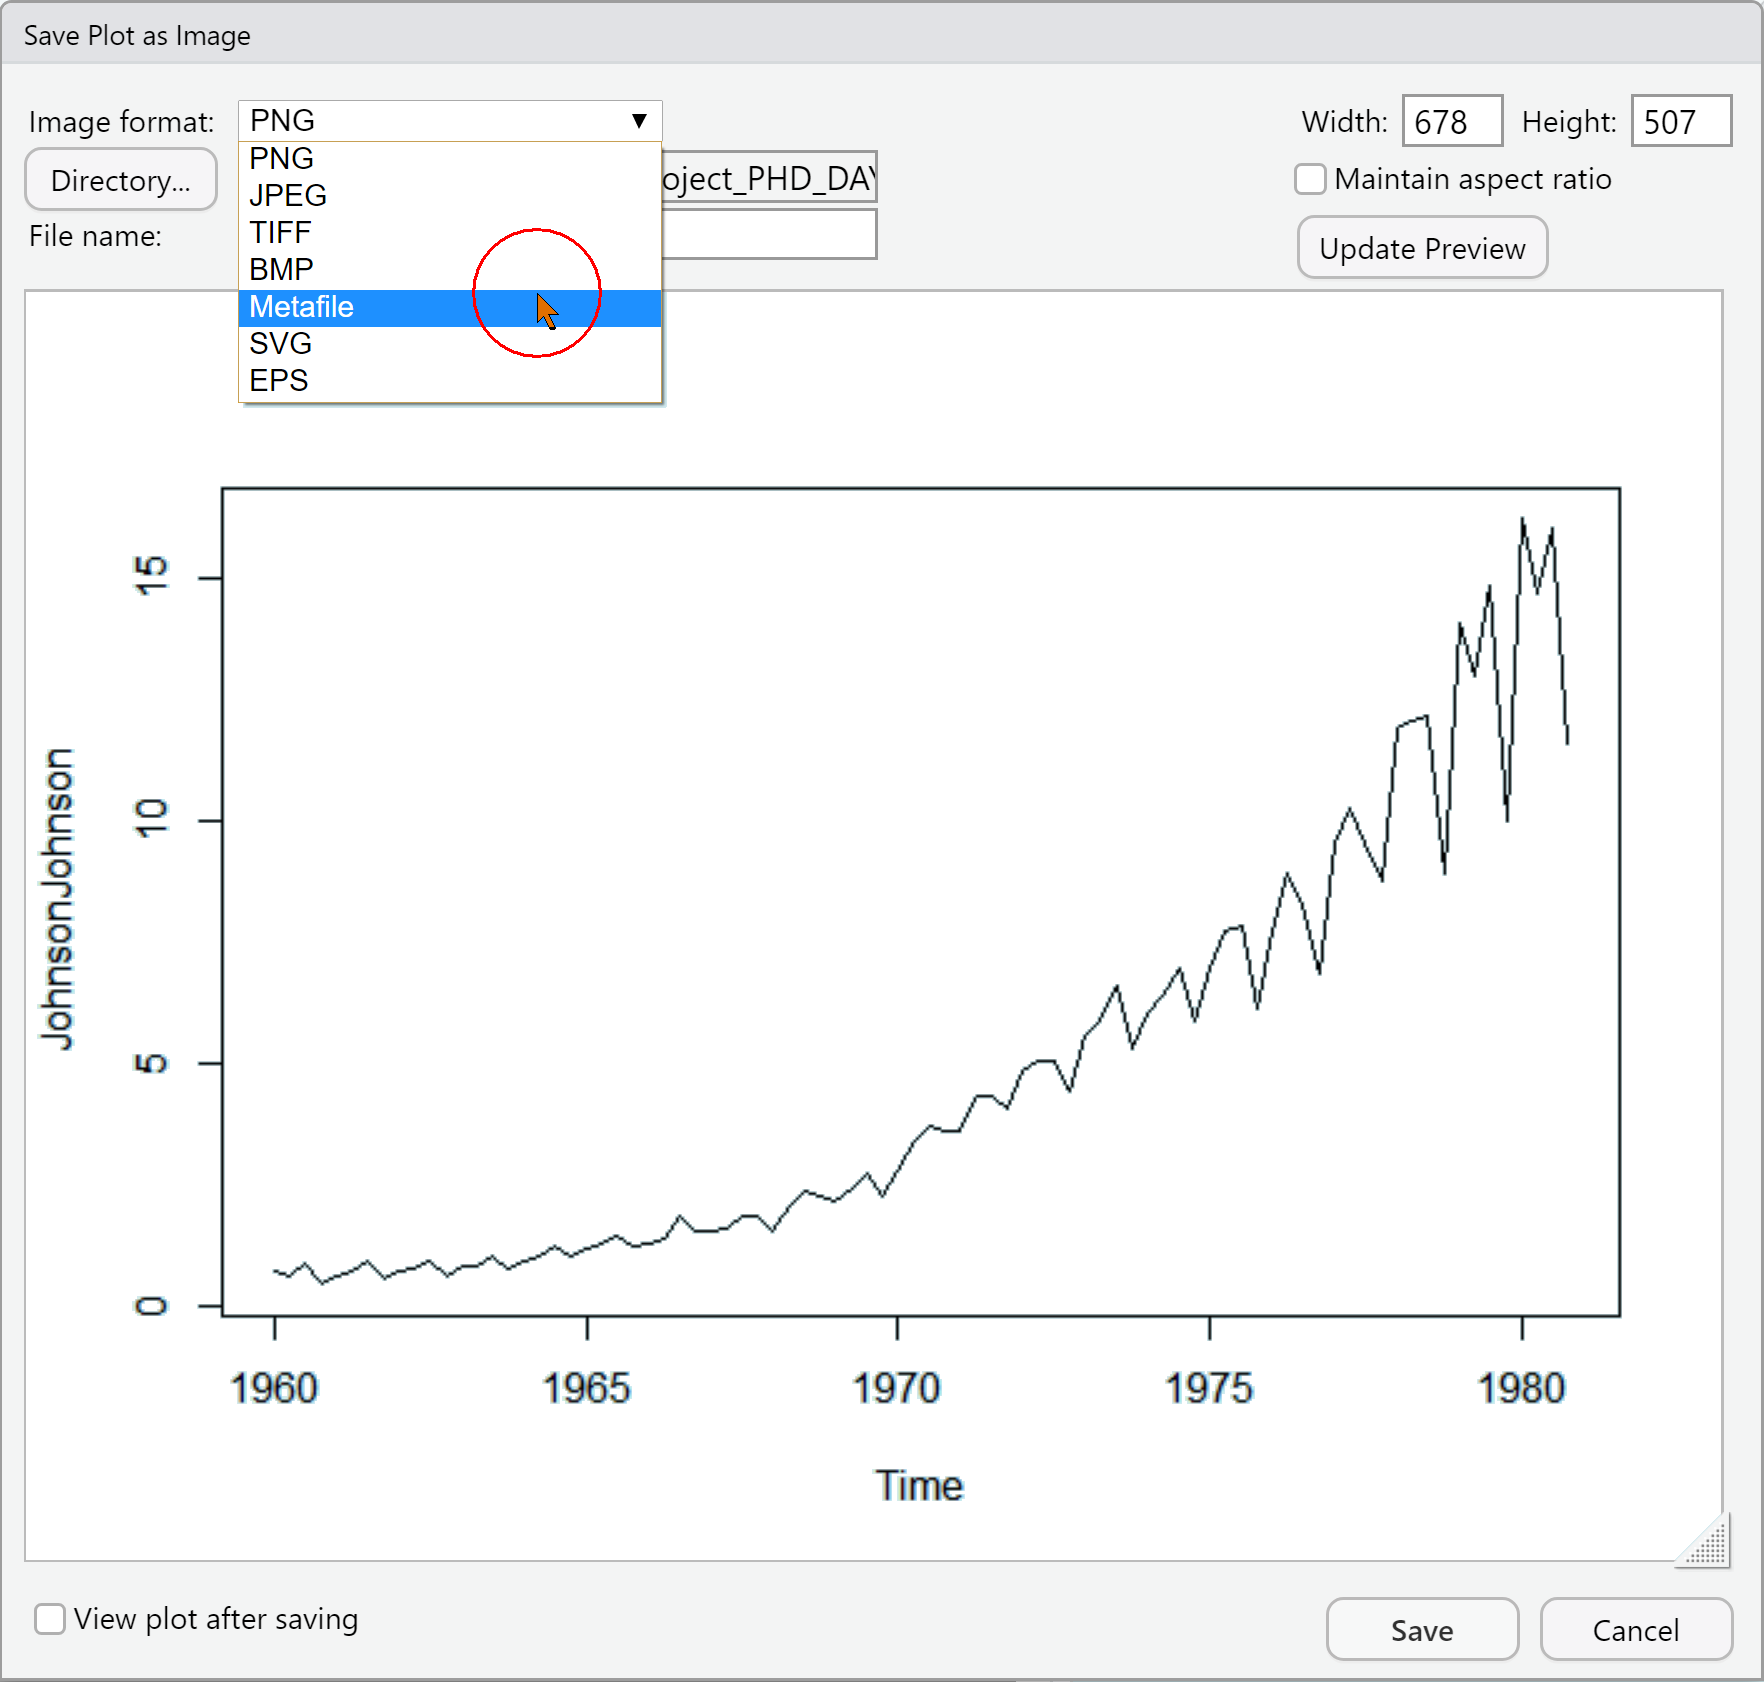 Save Plot as Image
Image format: PNG ▼ Width: 678 Height: 507
PNG
Directory... oject_PHD_DAY Maintain aspect ratio
JPEG
TIFF
File name: Update Preview
BMP
Metafile
SVG
EPS
15
10
5
0
JohnsonJohnson
1960 1965 1970 1975 1980
Time
View plot after saving Save Cancel